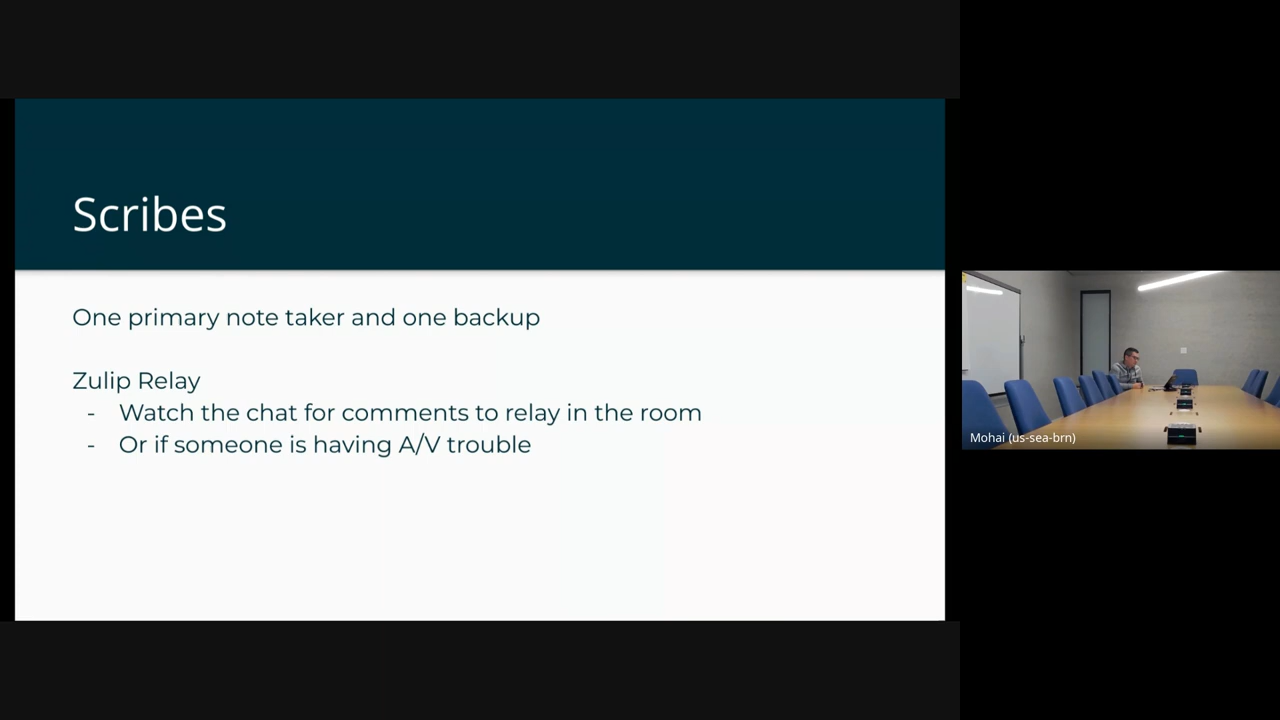 Scribes
One primary note taker and one backup
Zulip Relay
- Watch the chat for comments to relay in the room
- Or if someone is having A/V trouble
Mohai (us-sea-brn)